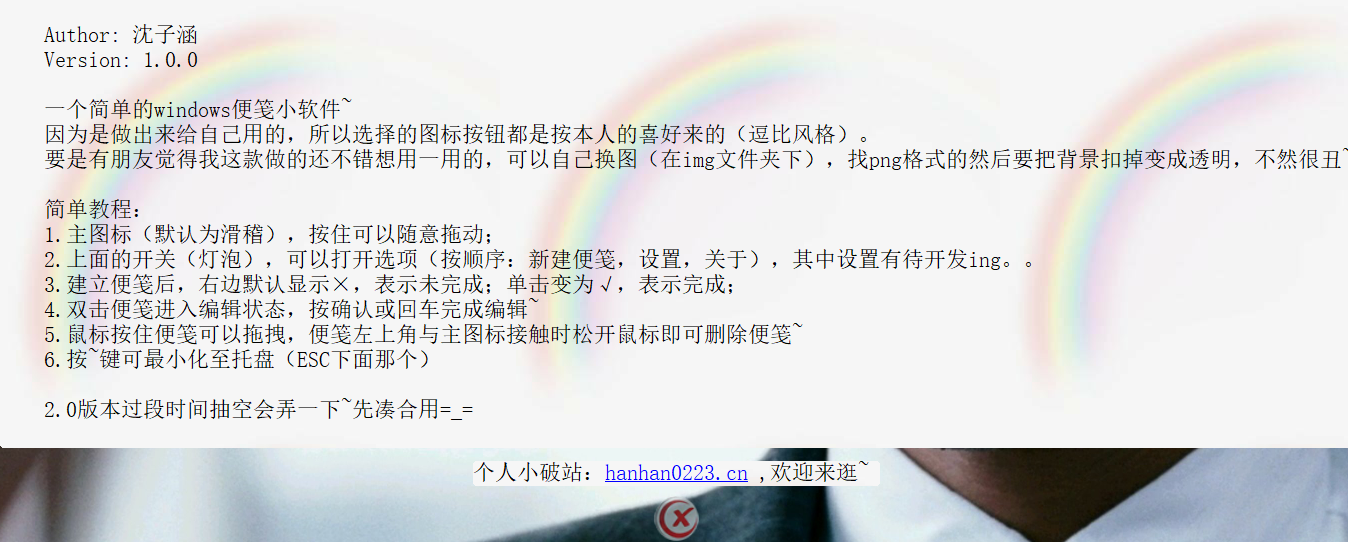 Author: 沈子涵
Version: 1.0.0
一个简单的windows便笺小软件~
因为是做出来给自己用的，所以选择的图标按钮都是按本人的喜好来的（逗比风格）。
要是有朋友觉得我这款做的还不错想用一用的，可以自己换图（在img文件夹下），找png格式的然后要把背景扣掉变成透明，不然很丑~
简单教程：
1.主图标（默认为滑稽），按住可以随意拖动；
2.上面的开关（灯泡），可以打开选项（按顺序：新建便笺，设置，关于），其中设置有待开发ing。。
3.建立便笺后，右边默认显示×，表示未完成；单击变为√，表示完成；
4.双击便笺进入编辑状态，按确认或回车完成编辑~
5.鼠标按住便笺可以拖拽，便笺左上角与主图标接触时松开鼠标即可删除便笺~
6.按~键可最小化至托盘（ESC下面那个）
2.0版本过段时间抽空会弄一下~先凑合用=_=
个人小破站：hanhan0223.cn ,欢迎来逛~